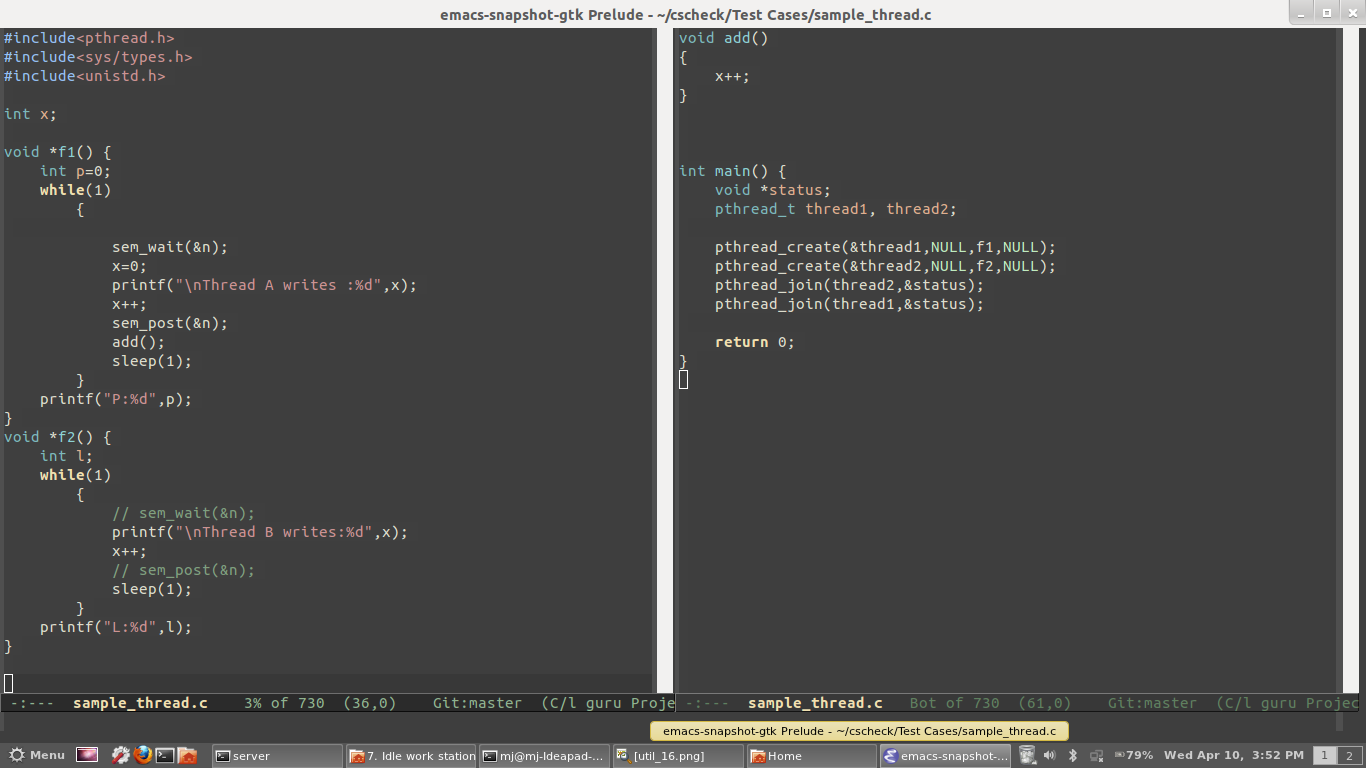 emacs-snapshot-gtk Prelude - ~/cscheck/Test Cases/sample_thread.c
#include<pthread.h>
#include<sys/types.h>
#include<unistd.h>
int x;
void *f1() {
    int p=0;
    while(1)
        {
            sem_wait(&n);
            x=0;
            printf("\nThread A writes :%d",x);
            x++;
            sem_post(&n);
            add();
            sleep(1);
        }
    printf("P:%d",p);
}
void *f2() {
    int l;
    while(1)
        {
            // sem_wait(&n);
            printf("\nThread B writes:%d",x);
            x++;
            // sem_post(&n);
            sleep(1);
        }
    printf("L:%d",l);
}
-:--- sample_thread.c 3% of 730 (36,0) Git:master (C/l guru Proje
void add()
{
    x++;
}
int main() {
    void *status;
    pthread_t thread1, thread2;
    pthread_create(&thread1,NULL,f1,NULL);
    pthread_create(&thread2,NULL,f2,NULL);
    pthread_join(thread2,&status);
    pthread_join(thread1,&status);
    return 0;
}
-:--- sample_thread.c Bot of 730 (61,0) Git:master (C/l guru Projec
emacs-snapshot-gtk Prelude - ~/cscheck/Test Cases/sample_thread.c
Menu server 7. Idle work station mj@mj-Ideapad-... [util_16.png] Home emacs-snapshot-... 79% Wed Apr 10, 3:52 PM 1 2